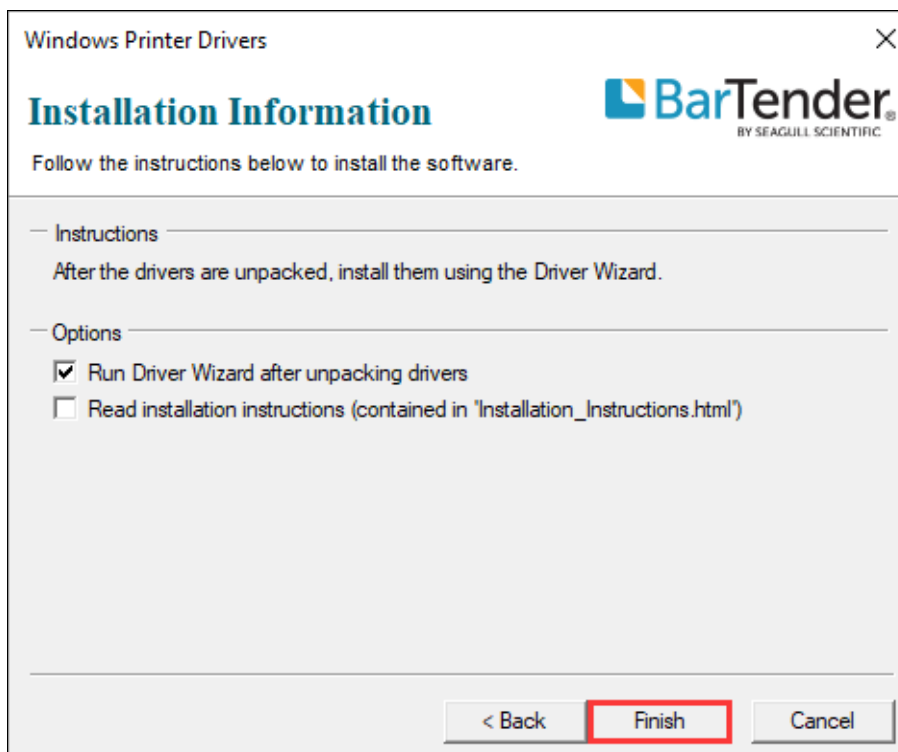 Windows Printer Drivers
Installation Information
BarTender®
BY SEAGULL SCIENTIFIC
Follow the instructions below to install the software.
Instructions
After the drivers are unpacked, install them using the Driver Wizard.
Options
Run Driver Wizard after unpacking drivers
Read installation instructions (contained in 'Installation_Instructions.html')
< Back
Finish
Cancel